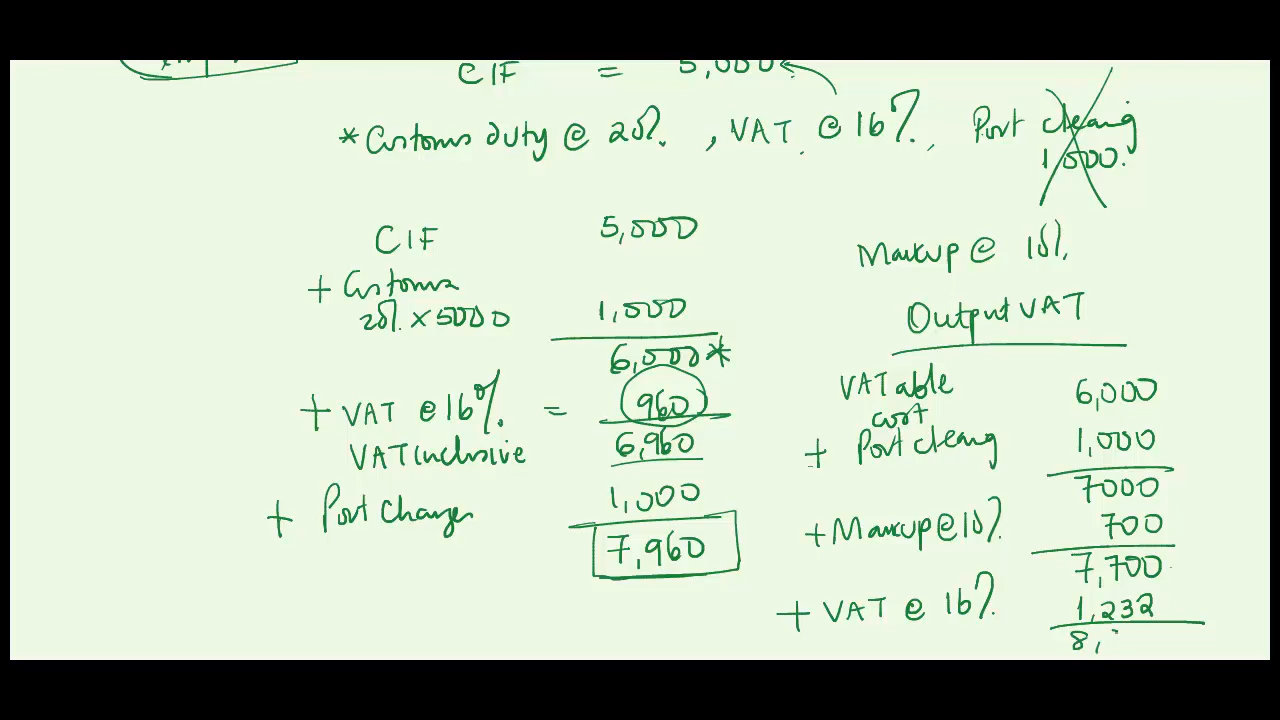 CIF = 5,000
*Customs duty @ 20%, VAT @ 16%, Port clearing
1,500.
CIF 5,000
+ Customs
20% x 5000 1,000
6,000*
+ VAT @ 16% = 960
VAT inclusive 6,960
+ Port Charges 1,000
7,960
Markup @ 10%
Output VAT
VATable 6,000
cost
+ Port clearing 1,000
7000
+ Markup @ 10% 700
7,700
+ VAT @ 16% 1,232
8,